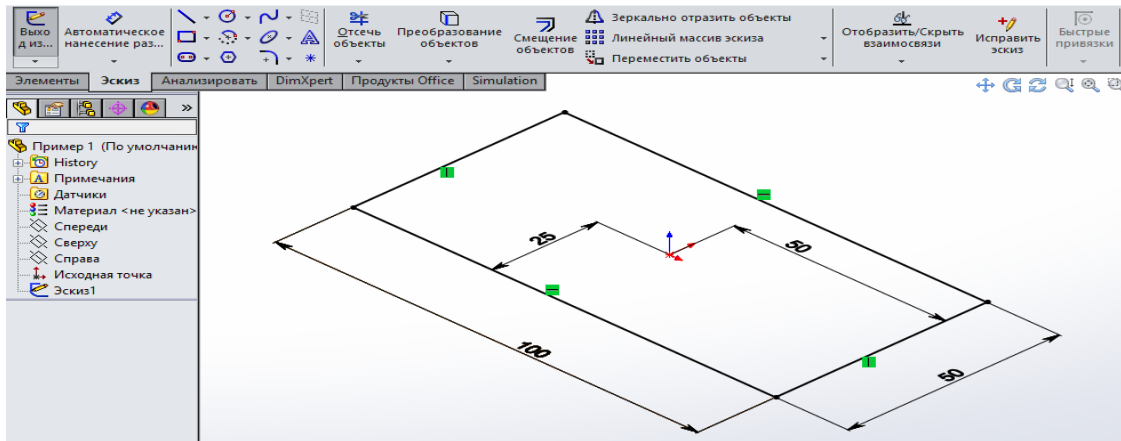 Выхо
д из...
Автоматическое
нанесение раз...
Отсечь
объекты
Преобразование
объектов
Смещение
объектов
Зеркально отразить объекты
Линейный массив эскиза
Переместить объекты
Отобразить/Скрыть
взаимосвязи
Исправить
эскиз
Быстрые
привязки
Элементы
Эскиз
Анализировать
DimXpert
Продукты Office
Simulation
»
Пример 1 (По умолчани
History
Примечания
Датчики
Материал <не указан>
Спереди
Сверху
Справа
Исходная точка
Эскиз1
25
50
100
50